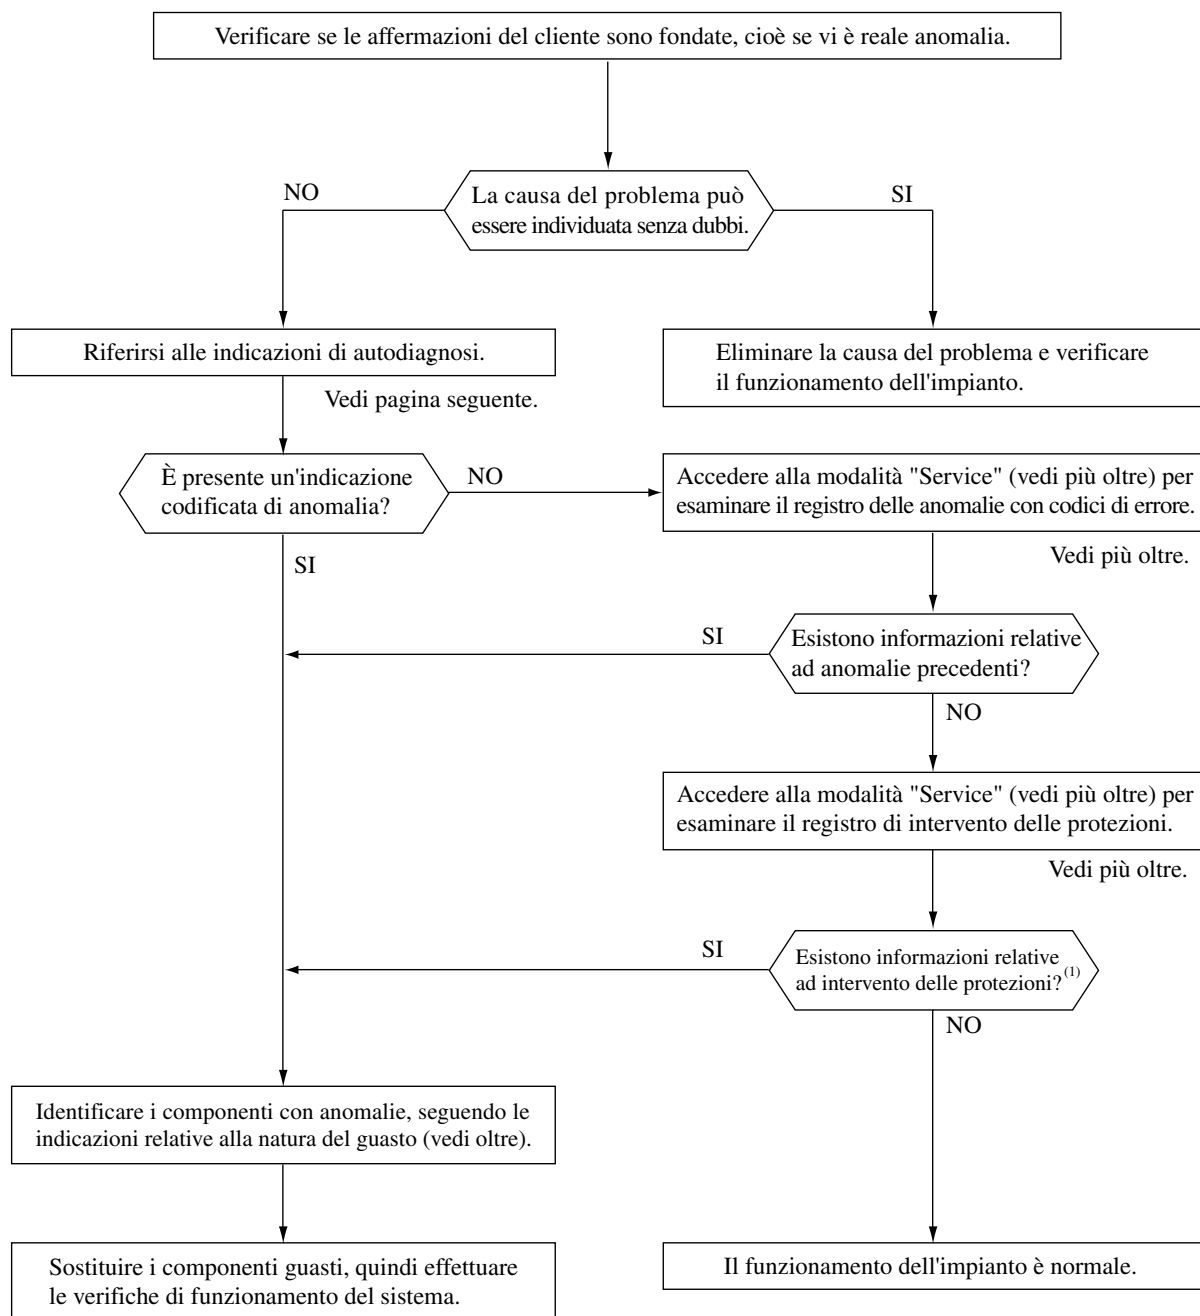 Verificare se le affermazioni del cliente sono fondate, cioè se vi è reale anomalia.
NO
La causa del problema può
essere individuata senza dubbi.
SI
Riferirsi alle indicazioni di autodiagnosi.
Vedi pagina seguente.
Eliminare la causa del problema e verificare
il funzionamento dell'impianto.
È presente un'indicazione
codificata di anomalia?
NO
Accedere alla modalità "Service" (vedi più oltre) per
esaminare il registro delle anomalie con codici di errore.
Vedi più oltre.
SI
SI
Esistono informazioni relative
ad anomalie precedenti?
NO
Accedere alla modalità "Service" (vedi più oltre) per
esaminare il registro di intervento delle protezioni.
Vedi più oltre.
SI
Esistono informazioni relative
ad intervento delle protezioni?(1)
NO
Identificare i componenti con anomalie, seguendo le
indicazioni relative alla natura del guasto (vedi oltre).
Sostituire i componenti guasti, quindi effettuare
le verifiche di funzionamento del sistema.
Il funzionamento dell'impianto è normale.